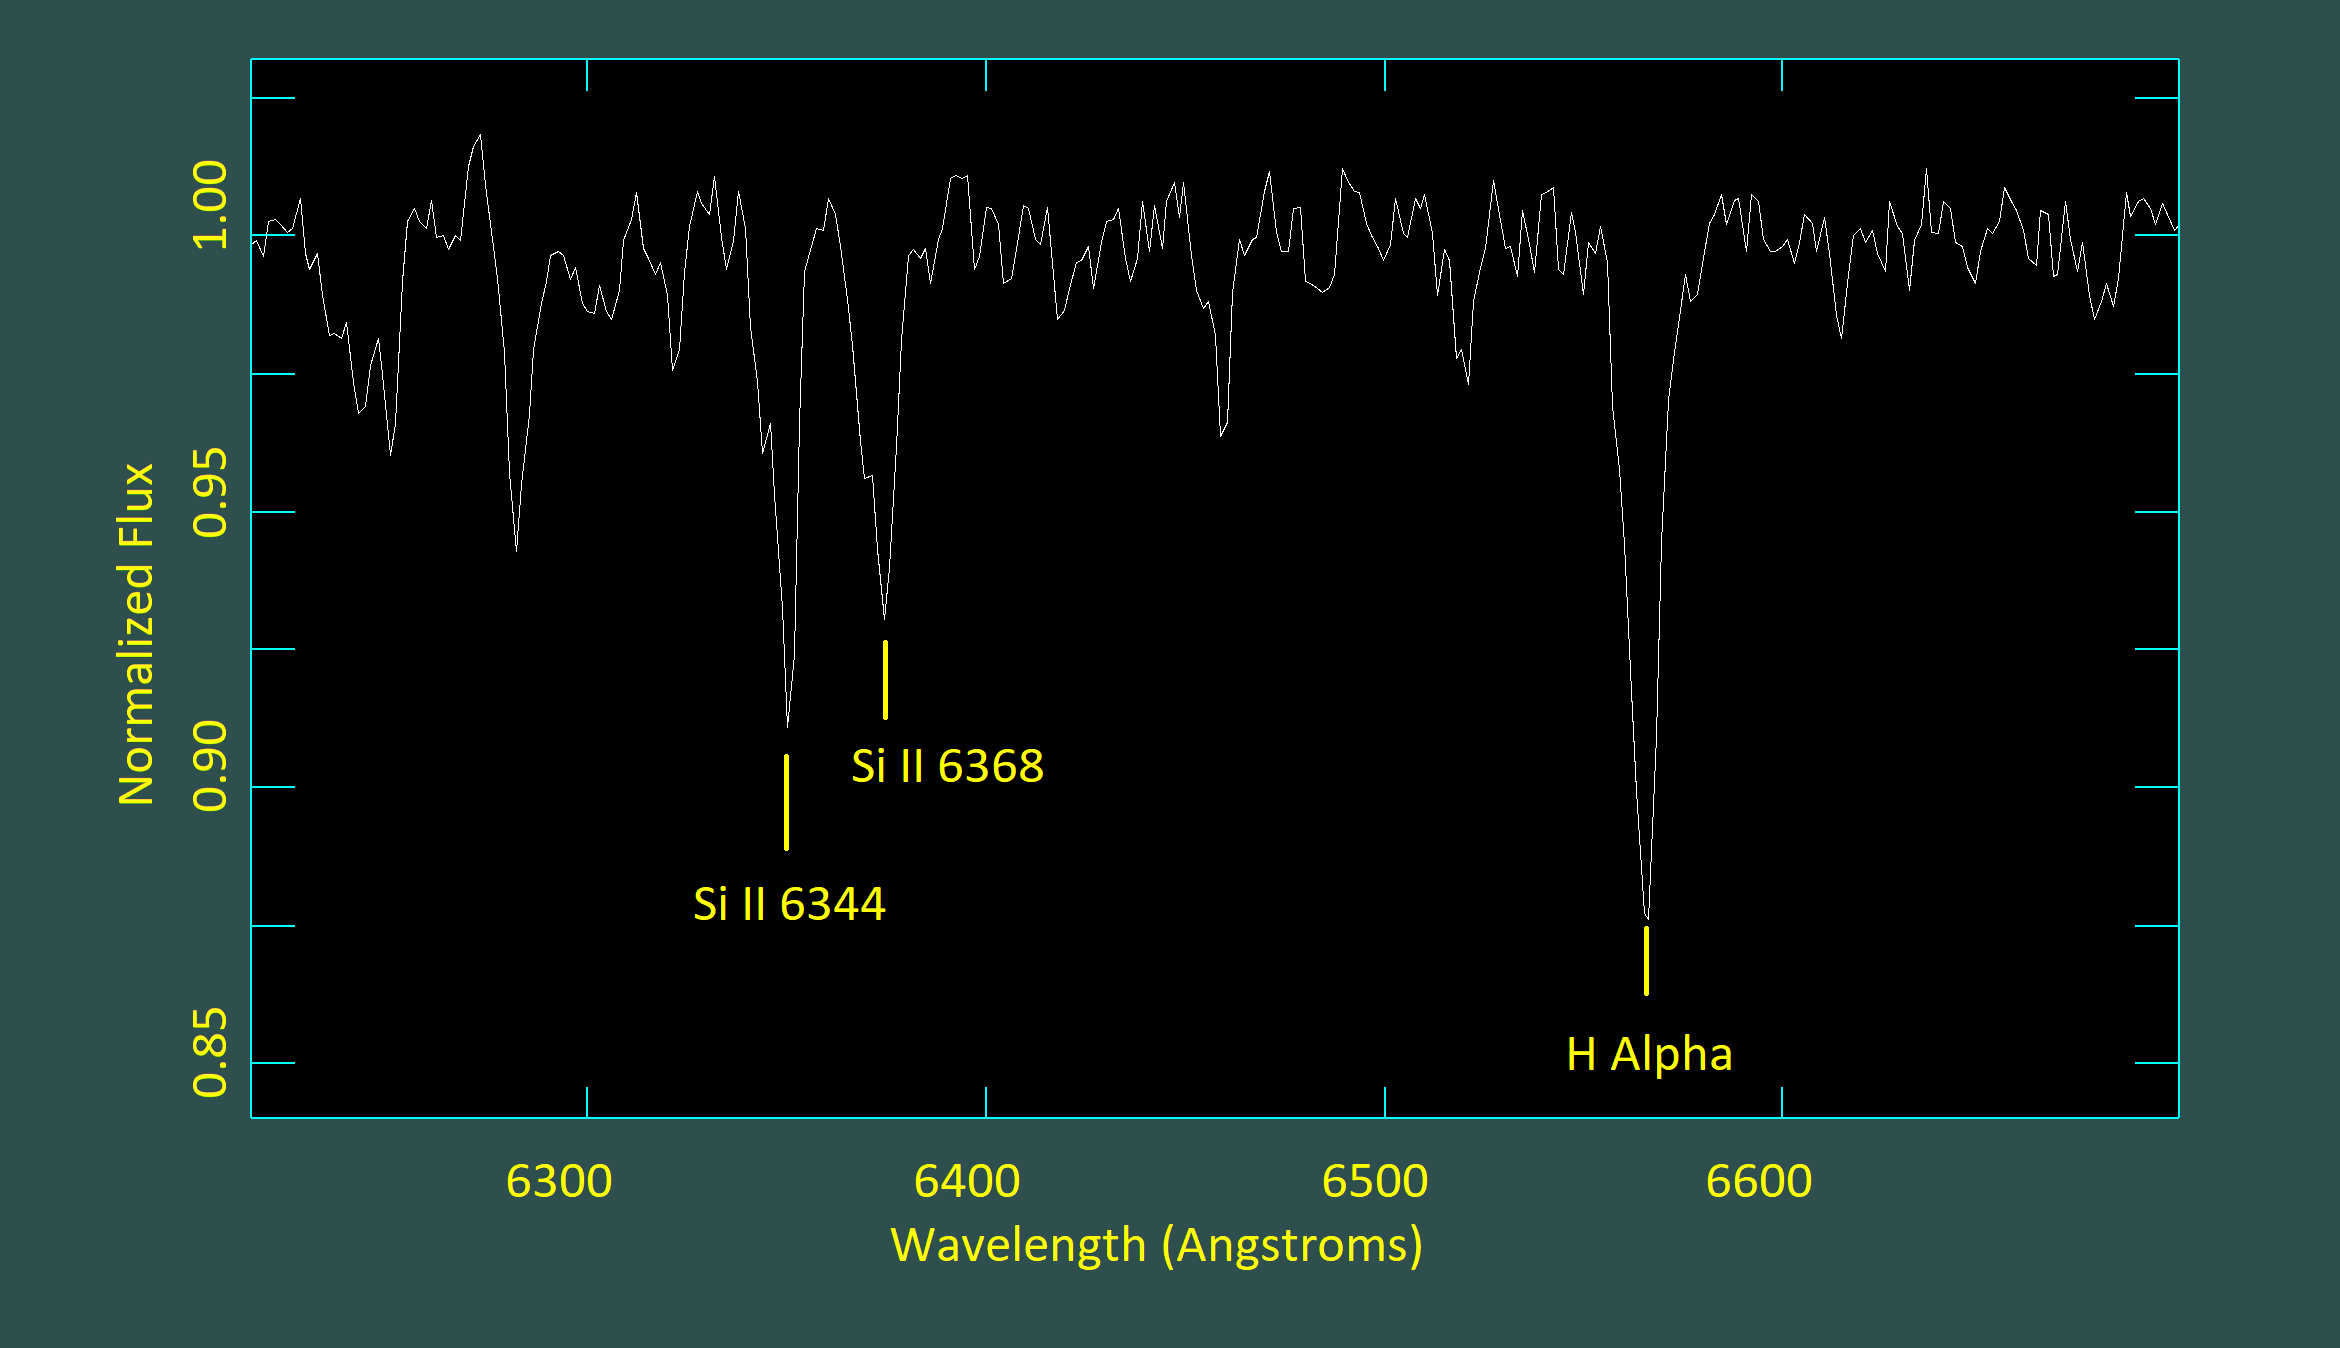 Normalized Flux
1.00
0.95
0.90
0.85
Si II 6368
Si II 6344
H Alpha
6300 6400 6500 6600
Wavelength (Angstroms)